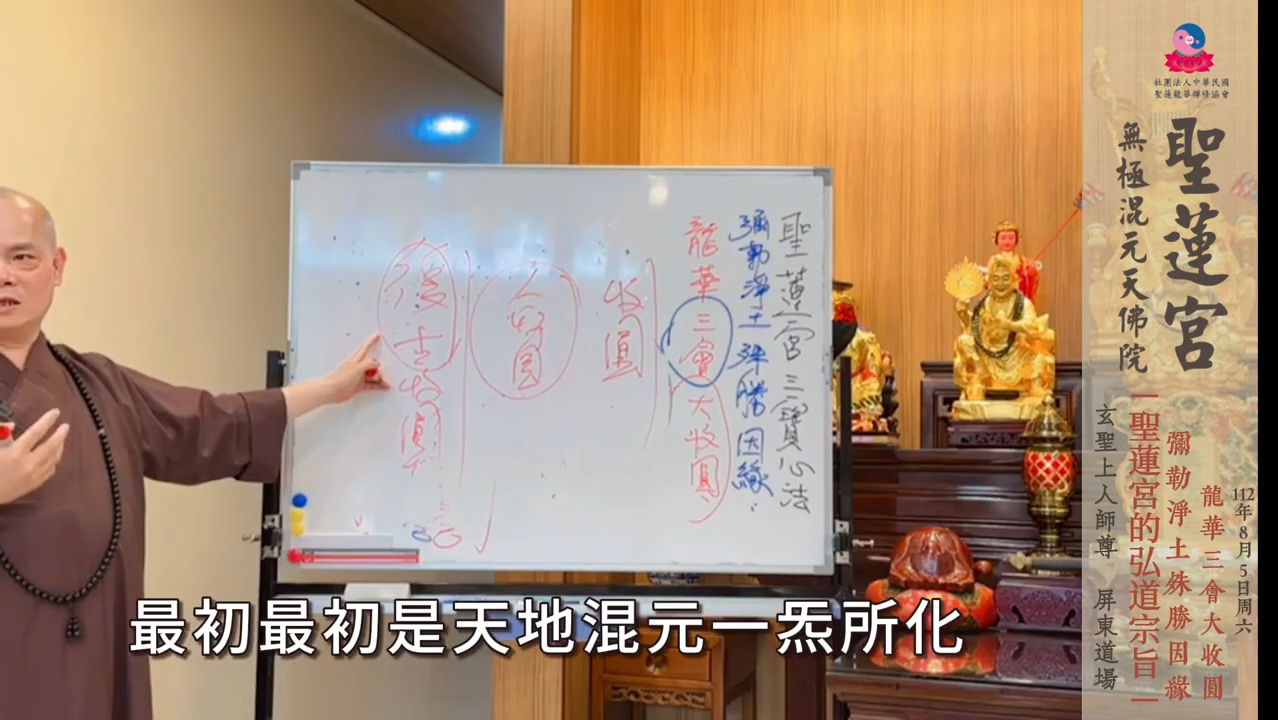 聖蓮宮三寶心法
彌勒淨土殊勝因緣
龍華三會大收圓
收圓
人收圓
後天收圓
最初最初是天地混元一炁所化
社團法人中華民國
聖蓮龍華禪修協會
聖蓮宮
無極混元天佛院
112年8月5日周六
龍華三會大收圓
彌勒淨土殊勝因緣
聖蓮宮的弘道宗旨
玄聖上人師尊 屏東道場